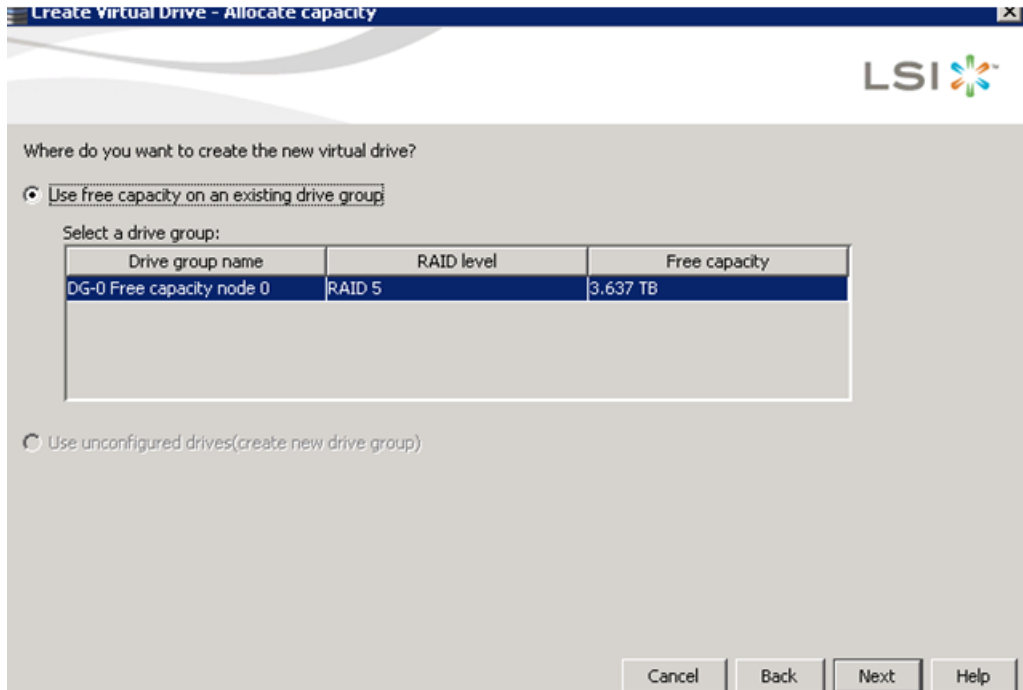 Create Virtual Drive - Allocate capacity
LSI
Where do you want to create the new virtual drive?
Use free capacity on an existing drive group
Select a drive group:
Drive group name RAID level Free capacity
DG-0 Free capacity node 0 RAID 5 3.637 TB
Use unconfigured drives(create new drive group)
Cancel Back Next Help